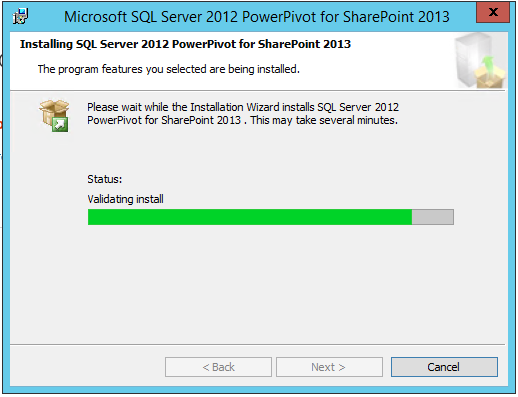 Microsoft SQL Server 2012 PowerPivot for SharePoint 2013
x
Installing SQL Server 2012 PowerPivot for SharePoint 2013
The program features you selected are being installed.
Please wait while the Installation Wizard installs SQL Server 2012
PowerPivot for SharePoint 2013 . This may take several minutes.
Status:
Validating install
< Back
Next >
Cancel